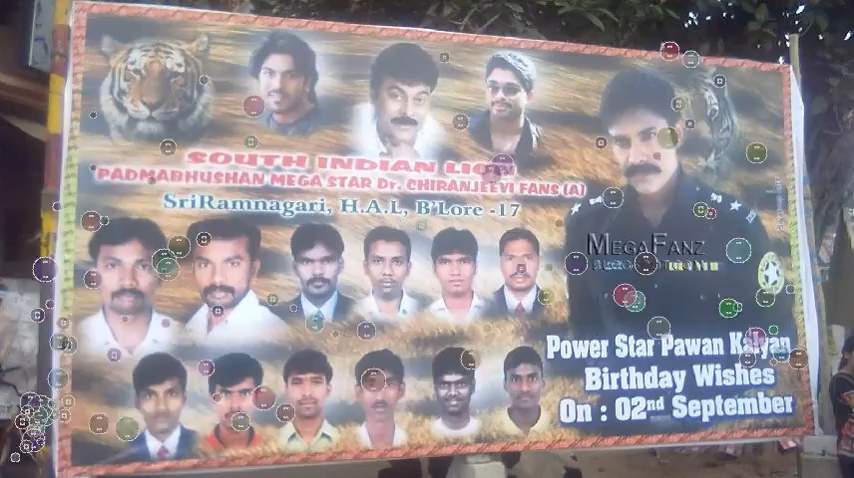 SOUTH INDIAN LION
PADMABHUSHAN MEGA STAR Dr. CHIRANJEEVI FANS (A)
SriRamnagari, H.A.L, B'Lore -17
MEGAFANZ
Power Star Pawan Kalyan
Birthday Wishes
On : 02nd September